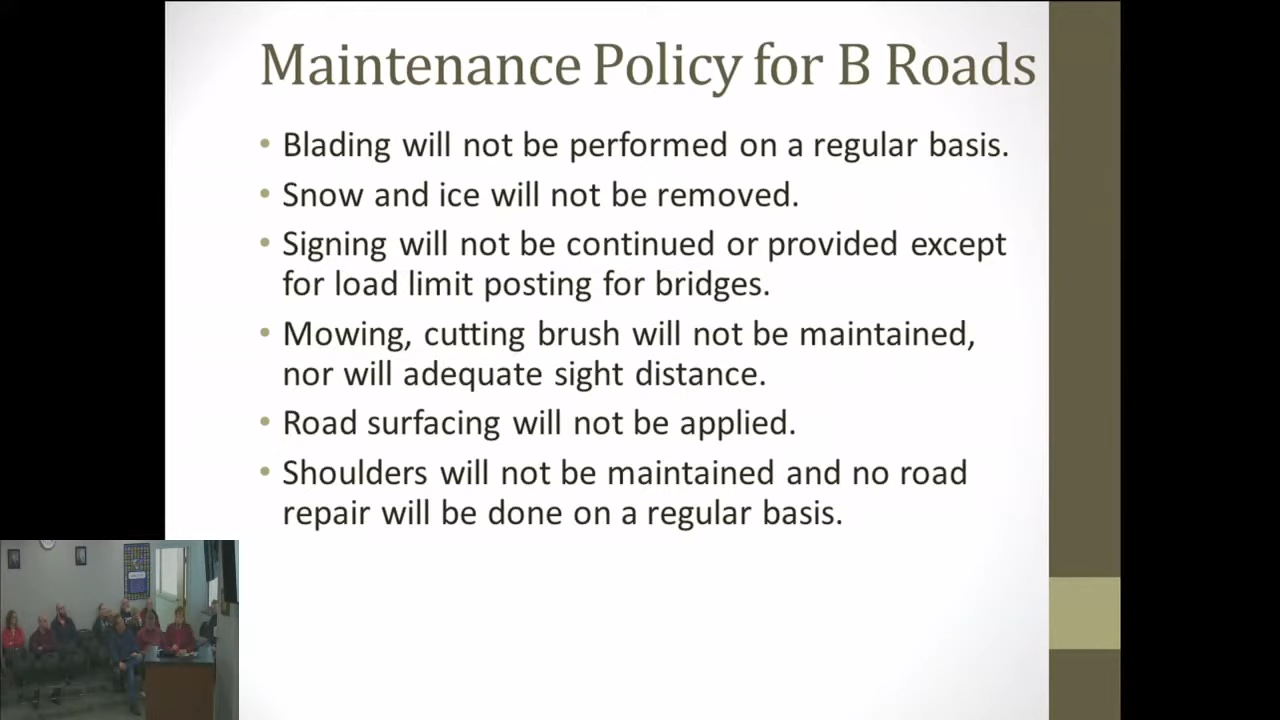 Maintenance Policy for B Roads
• Blading will not be performed on a regular basis.
• Snow and ice will not be removed.
• Signing will not be continued or provided except
for load limit posting for bridges.
• Mowing, cutting brush will not be maintained,
nor will adequate sight distance.
• Road surfacing will not be applied.
• Shoulders will not be maintained and no road
repair will be done on a regular basis.